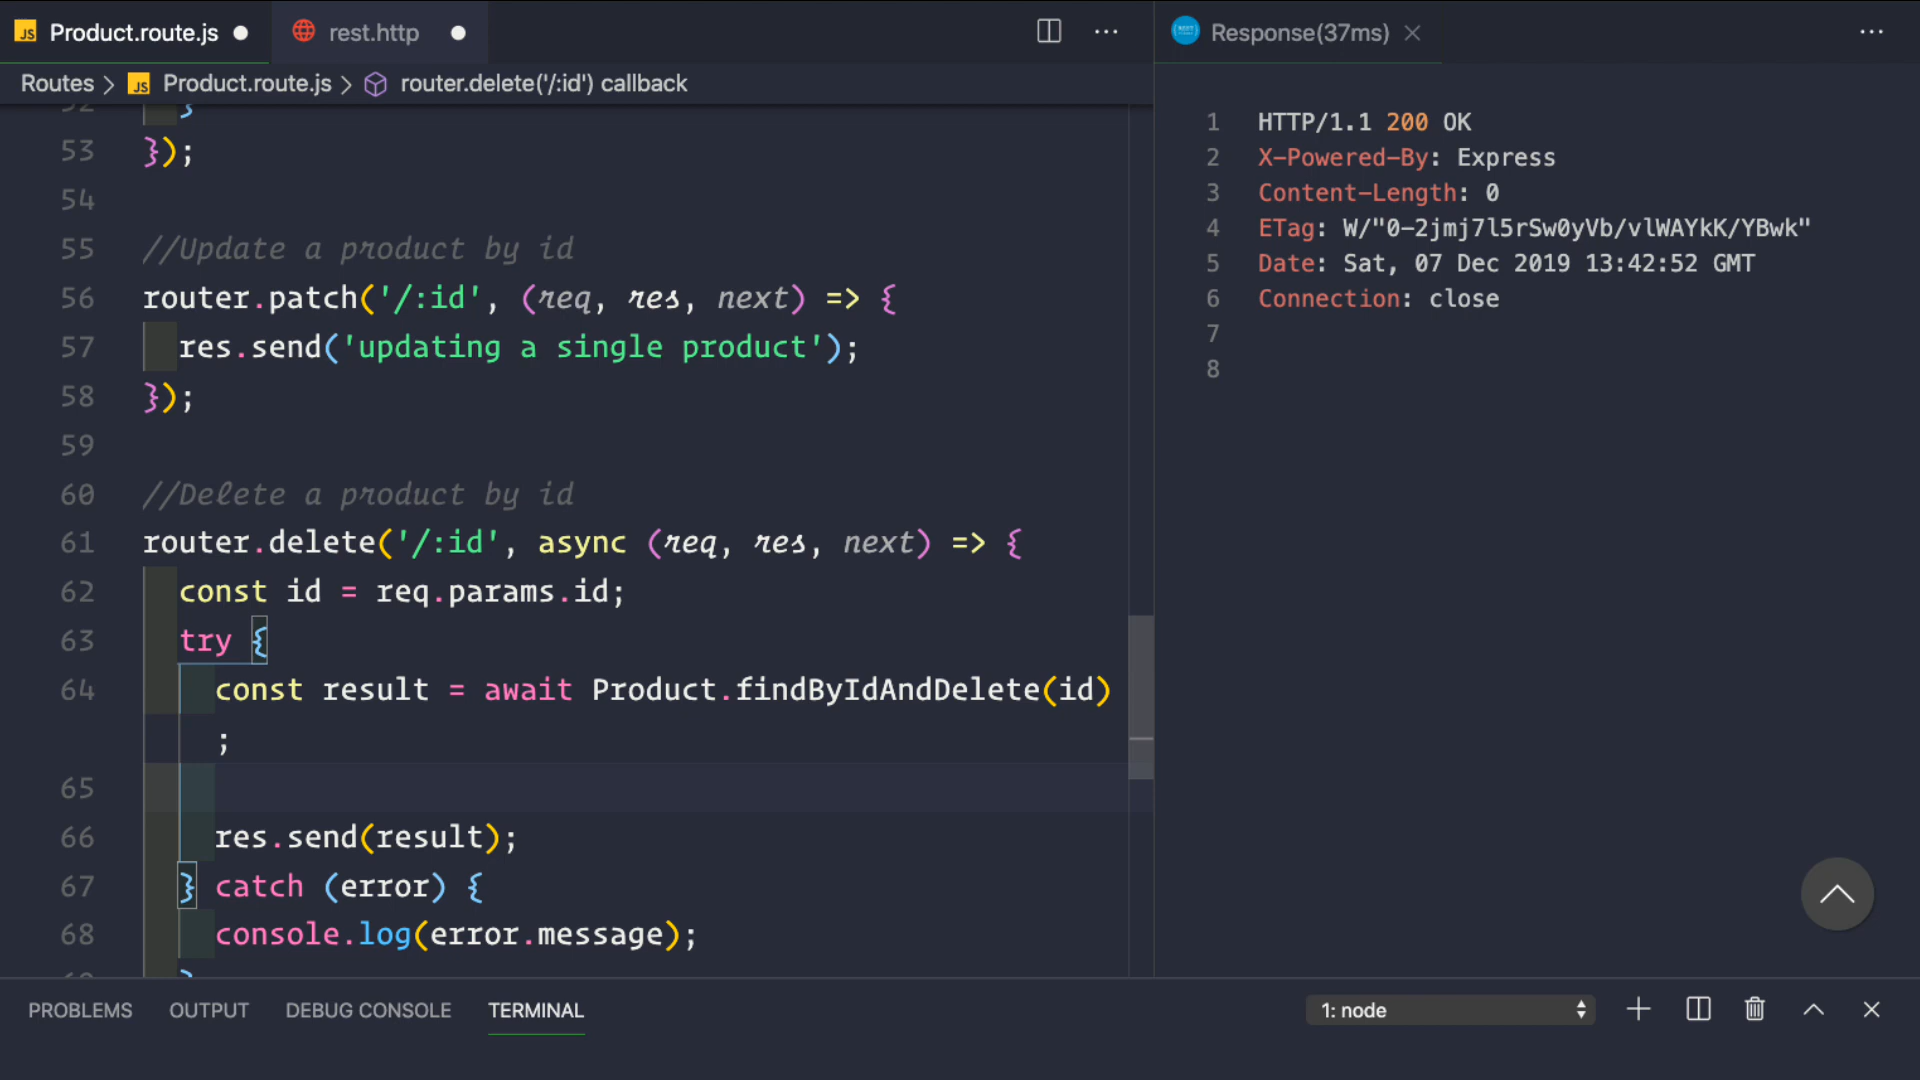 JS Product.route.js
rest.http
Response(37ms)
Routes > JS Product.route.js > router.delete('/:id') callback
52 }
53 });
54
55 //Update a product by id
56 router.patch('/:id', (req, res, next) => {
57 res.send('updating a single product');
58 });
59
60 //Delete a product by id
61 router.delete('/:id', async (req, res, next) => {
62 const id = req.params.id;
63 try {
64 const result = await Product.findByIdAndDelete(id)
;
65
66 res.send(result);
67 } catch (error) {
68 console.log(error.message);
69 }
1 HTTP/1.1 200 OK
2 X-Powered-By: Express
3 Content-Length: 0
4 ETag: W/"0-2jmj7l5rSw0yVb/vlWAYkK/YBwk"
5 Date: Sat, 07 Dec 2019 13:42:52 GMT
6 Connection: close
7
8
PROBLEMS OUTPUT DEBUG CONSOLE TERMINAL
1: node